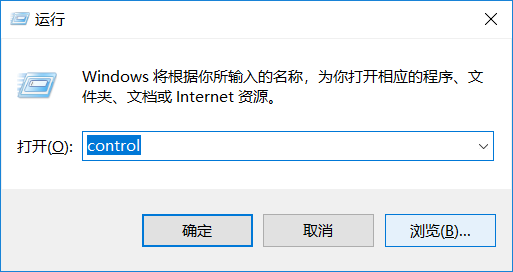 运行
Windows 将根据你所输入的名称，为你打开相应的程序、文
件夹、文档或 Internet 资源。
打开(O): control
确定 取消 浏览(B)...